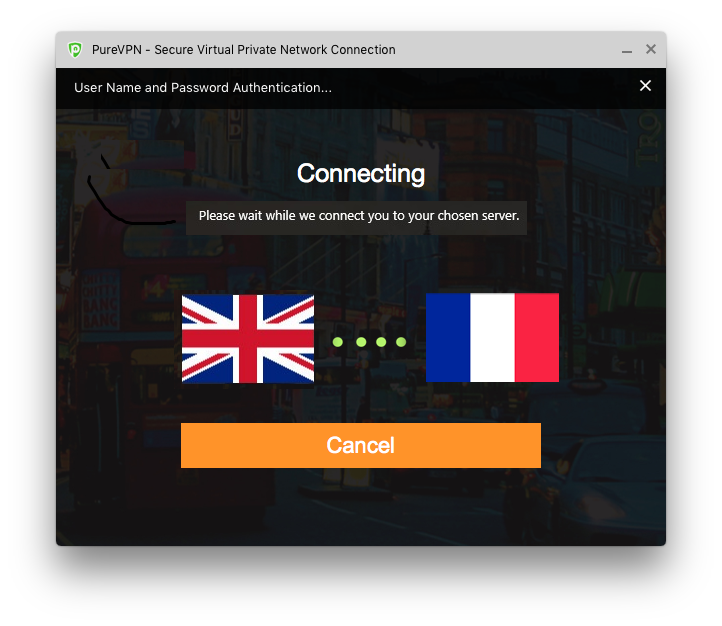 PureVPN - Secure Virtual Private Network Connection
User Name and Password Authentication...
Connecting
Please wait while we connect you to your chosen server.
Cancel